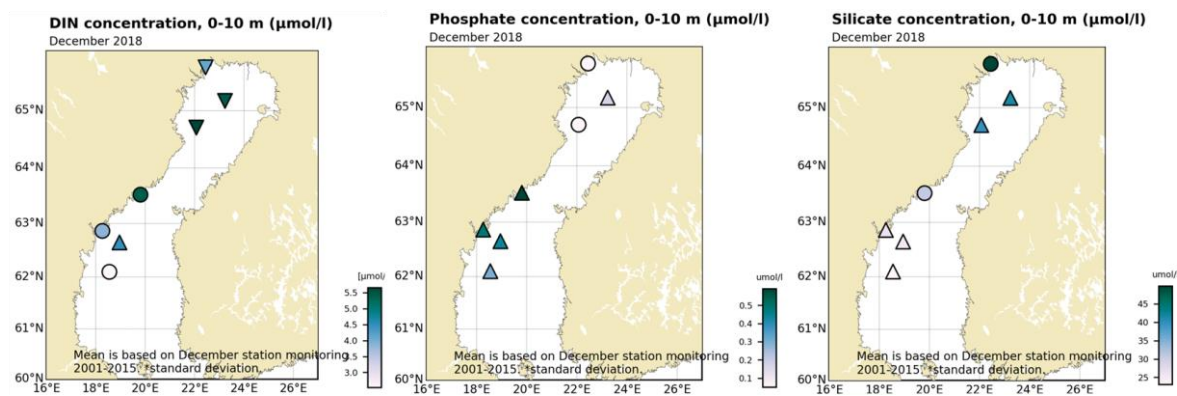 DIN concentration, 0-10 m (µmol/l)
December 2018
65°N
64°N
63°N
62°N
61°N
60°N
16°E 18°E 20°E 22°E 24°E 26°E
Mean is based on December station monitoring
2001-2015. *standard deviation.
[µmol/
5.5
5.0
4.5
4.0
3.5
3.0
Phosphate concentration, 0-10 m (µmol/l)
December 2018
65°N
64°N
63°N
62°N
61°N
60°N
16°E 18°E 20°E 22°E 24°E 26°E
Mean is based on December station monitoring
2001-2015. *standard deviation.
umol/l
0.5
0.4
0.3
0.2
0.1
Silicate concentration, 0-10 m (µmol/l)
December 2018
65°N
64°N
63°N
62°N
61°N
60°N
16°E 18°E 20°E 22°E 24°E 26°E
Mean is based on December station monitoring
2001-2015. *standard deviation.
umol/
45
40
35
30
25